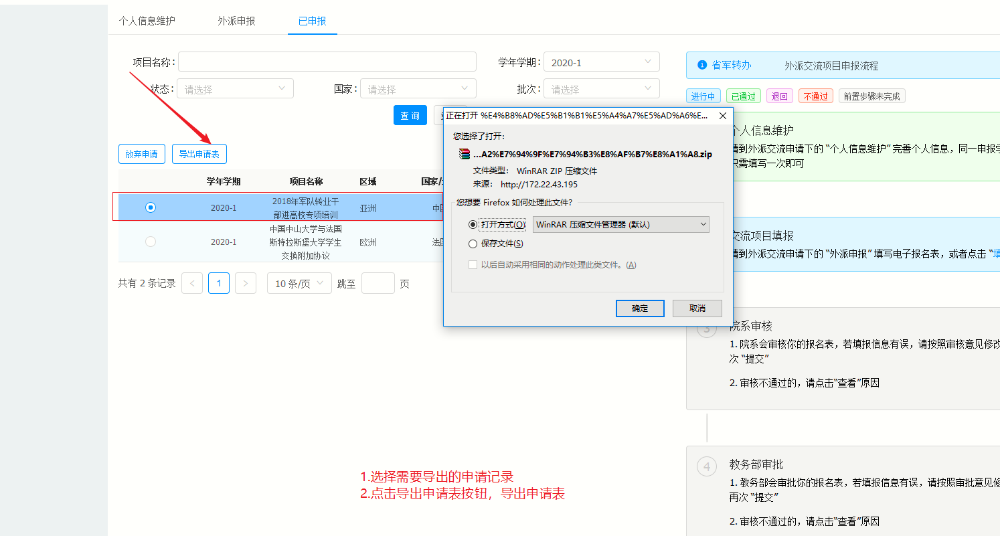 个人信息维护 外派申报 已申报
项目名称: 学年学期: 2020-1
状态: 请选择 国家: 请选择 批次: 请选择
查 询
放弃申请 导出申请表
学年学期 项目名称 区域 国家/
2020-1 2018年军队转业干部进高校专项培训 亚洲 中国
2020-1 中国中山大学与法国斯特拉斯堡大学学生交换附加协议 欧洲 法国
共有 2 条记录 < 1 > 10 条/页 跳至 页
正在打开 %E4%B8%AD%E5%B1%B1%E5%A4%A7%E5%AD%A6%E...
您选择了打开:
...A2%E7%94%9F%E7%94%B3%E8%AF%B7%E8%A1%A8.zip
文件类型: WinRAR ZIP 压缩文件
来源: http://172.22.43.195
您想要 Firefox 如何处理此文件?
打开方式(O) WinRAR 压缩文件管理器 (默认)
保存文件(S)
以后自动采用相同的动作处理此类文件。(A)
确定 取消
省军转办 外派交流项目申报流程
进行中 已通过 退回 不通过 前置步骤未完成
个人信息维护
请到外派交流申请下的 “个人信息维护” 完善个人信息，同一申报学
只需填写一次即可
交流项目填报
请到外派交流申请下的 “外派申报” 填写电子报名表，或者点击 “填
3 院系审核
1. 院系会审核你的报名表，若填报信息有误，请按照审核意见修改
次 “提交”
2. 审核不通过的，请点击“查看”原因
4 教务部审批
1. 教务部会审批你的报名表，若填报信息有误，请按照审批意见修
再次 “提交”
2. 审核不通过的，请点击“查看”原因
1.选择需要导出的申请记录
2.点击导出申请表按钮，导出申请表